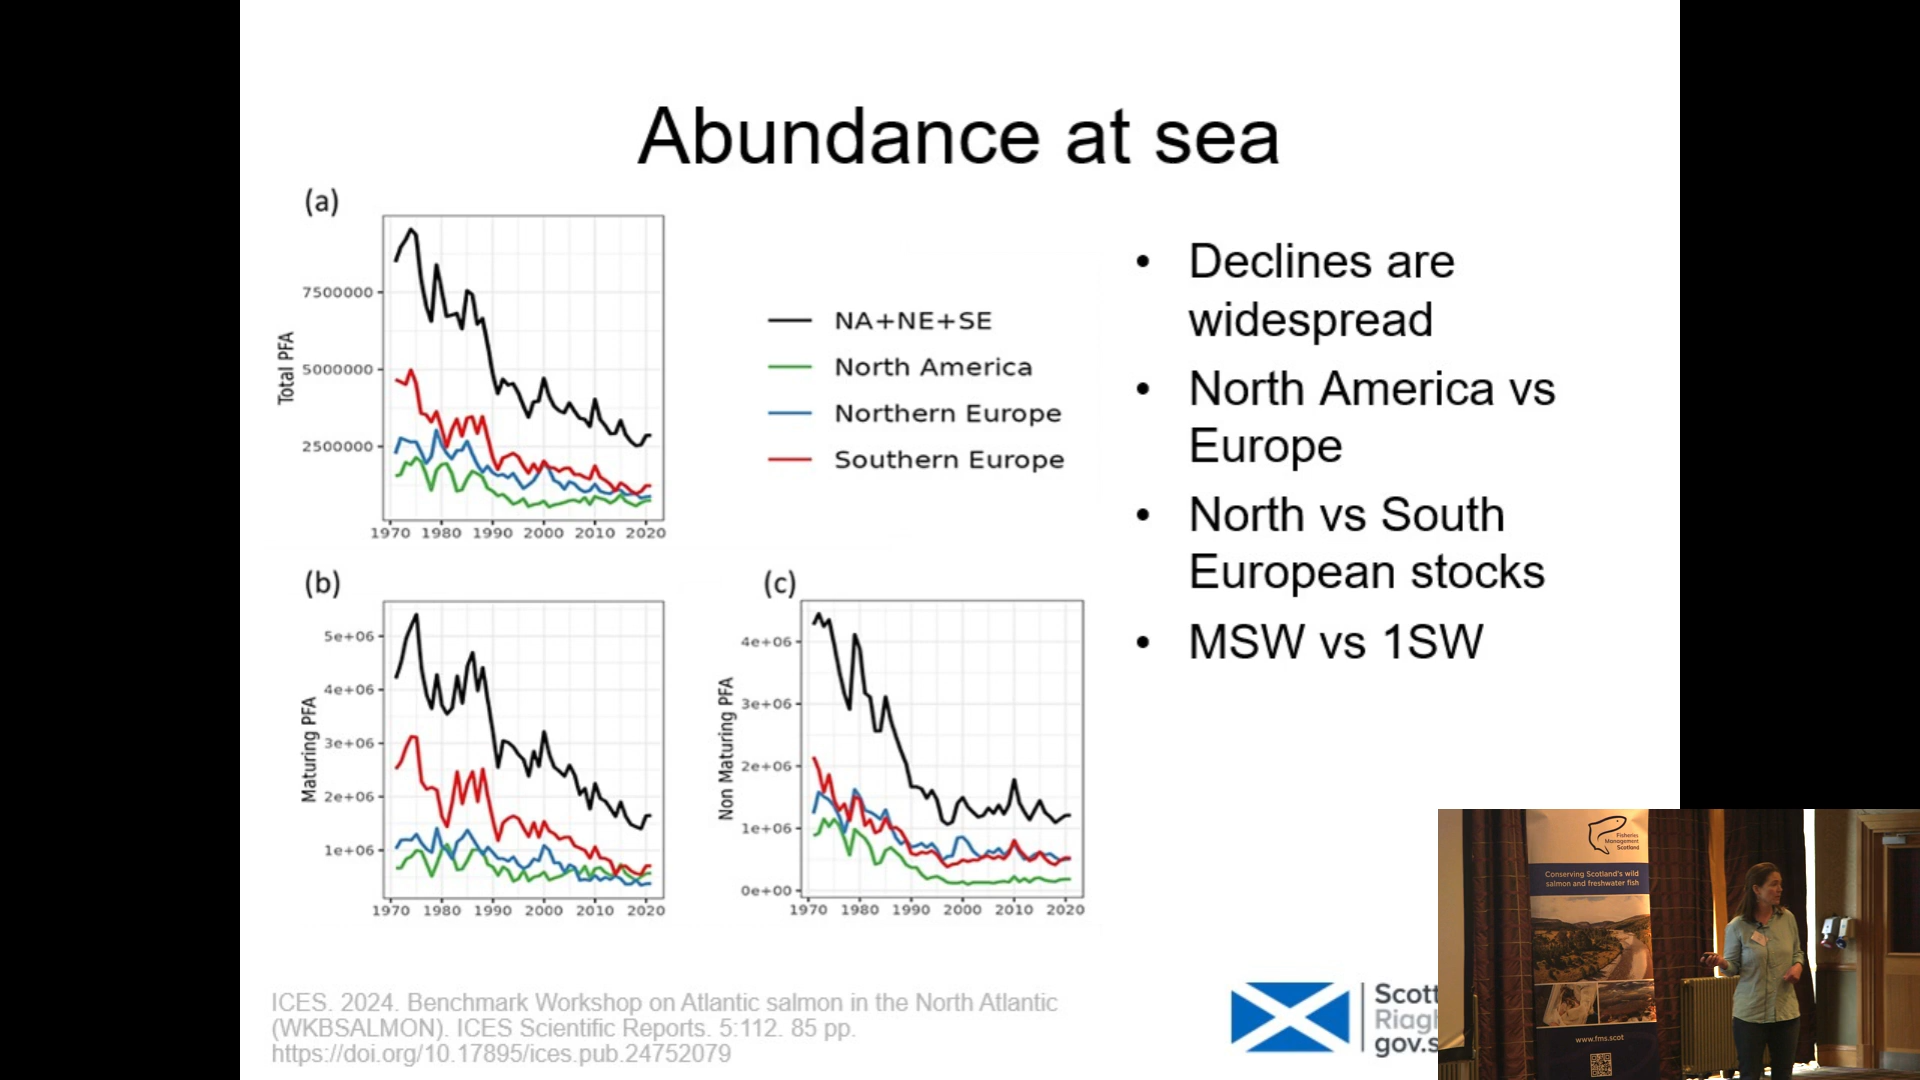 Abundance at sea
(a)
Total PFA
7500000
5000000
2500000
1970 1980 1990 2000 2010 2020
NA+NE+SE
North America
Northern Europe
Southern Europe
(b)
Maturing PFA
5e+06
4e+06
3e+06
2e+06
1e+06
1970 1980 1990 2000 2010 2020
(c)
Non Maturing PFA
4e+06
3e+06
2e+06
1e+06
0e+00
1970 1980 1990 2000 2010 2020
• Declines are
widespread
• North America vs
Europe
• North vs South
European stocks
• MSW vs 1SW
ICES. 2024. Benchmark Workshop on Atlantic salmon in the North Atlantic
(WKBSALMON). ICES Scientific Reports. 5:112. 85 pp.
https://doi.org/10.17895/ices.pub.24752079
Scott
Riagh
gov.s
Fisheries
Management
Scotland
Conserving Scotland's wild
salmon and freshwater fish
www.fms.scot